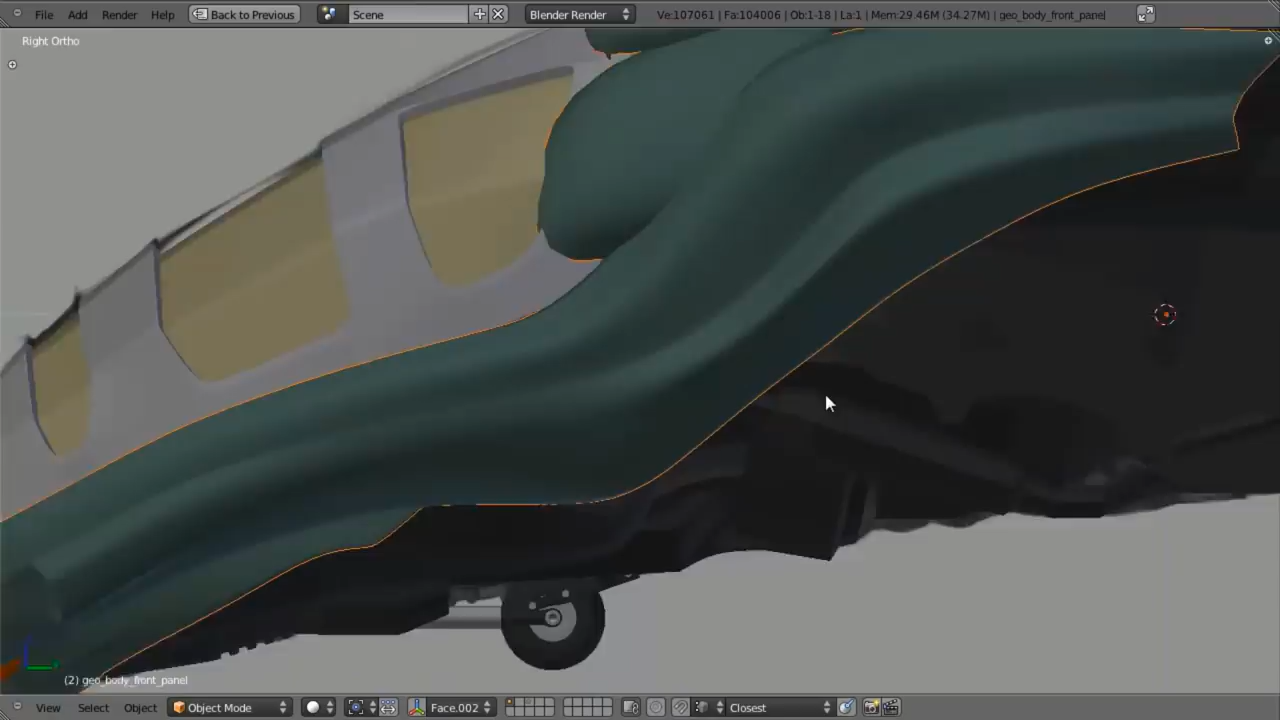 File Add Render Help Back to Previous Scene Blender Render Ve:107061 | Fa:104006 | Ob:1-18 | La:1 | Mem:29.46M (34.27M) | geo_body_front_panel
Right Ortho
(2) geo_body_front_panel
View Select Object Object Mode Face.002 Closest